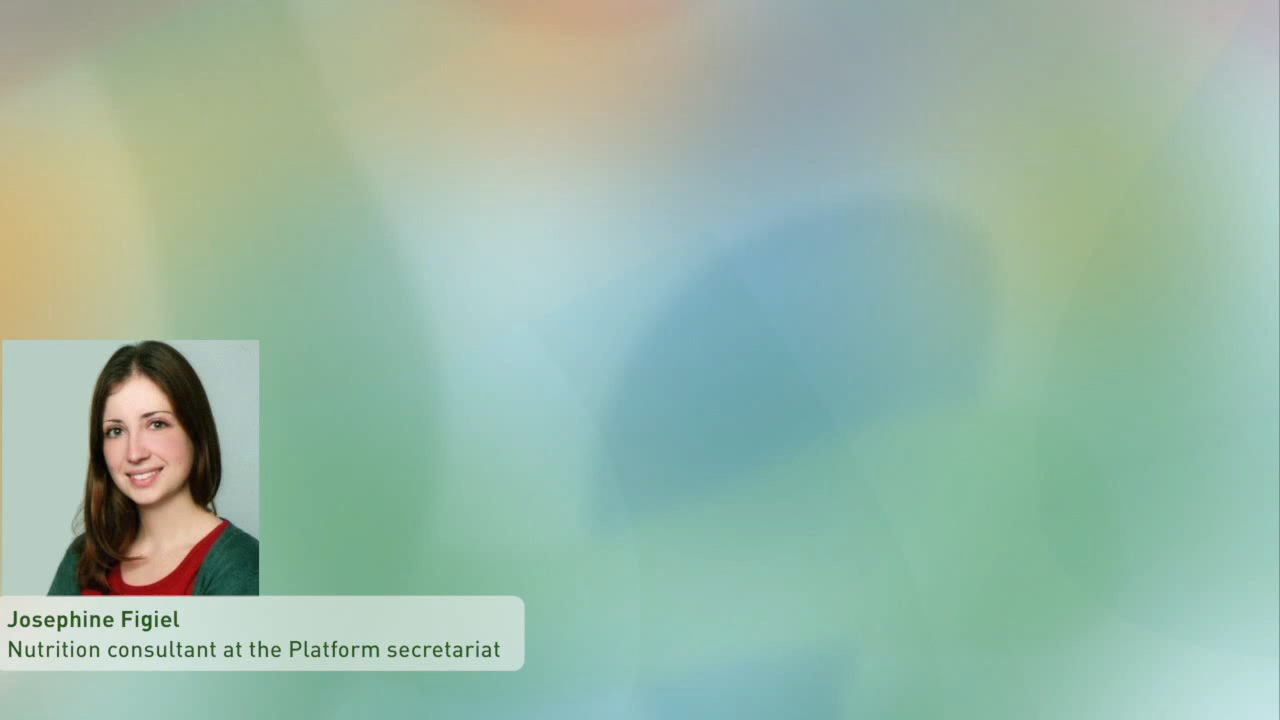 Josephine Figiel
Nutrition consultant at the Platform secretariat